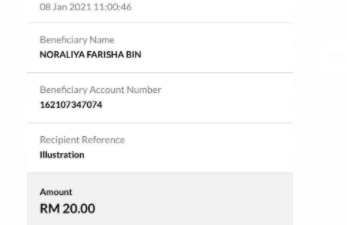 08 Jan 2021 11:00:46
Beneficiary Name
NORALIYA FARISHA BIN
Beneficiary Account Number
162107347074
Recipient Reference
Illustration
Amount
RM 20.00